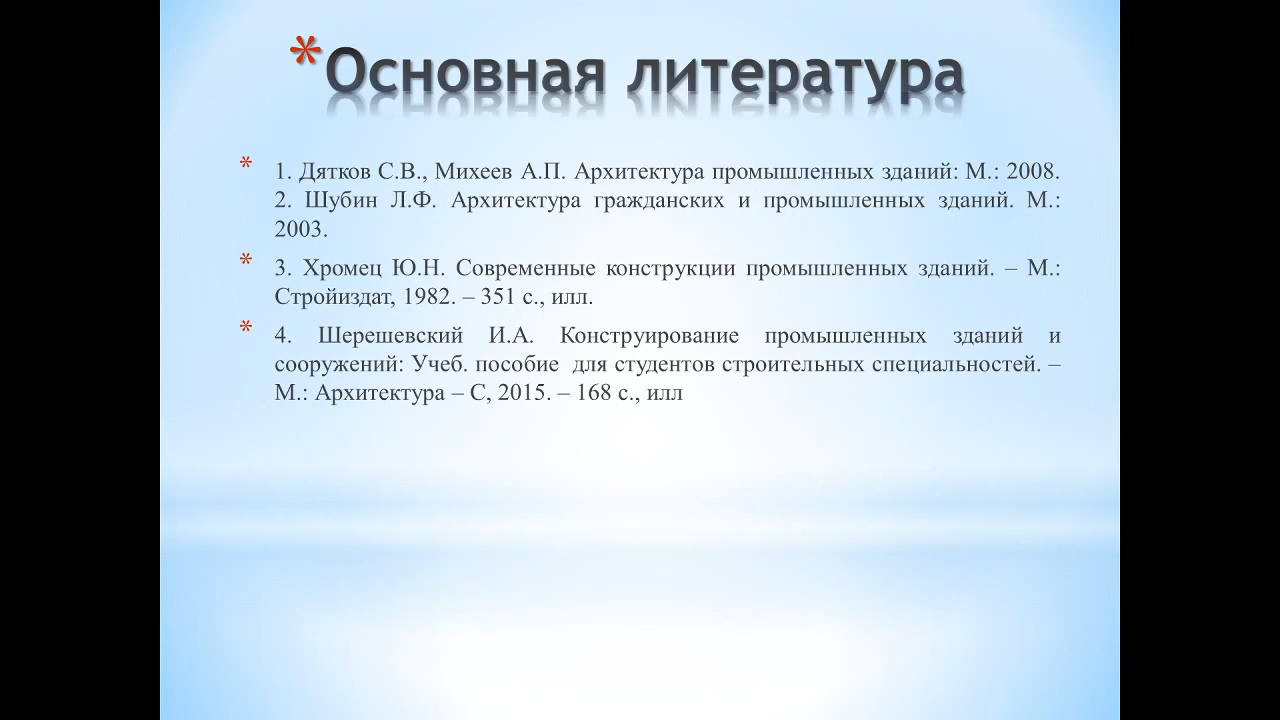 * Основная литература
* 1. Дятков С.В., Михеев А.П. Архитектура промышленных зданий: М.: 2008.
2. Шубин Л.Ф. Архитектура гражданских и промышленных зданий. М.:
2003.
* 3. Хромец Ю.Н. Современные конструкции промышленных зданий. – М.:
Стройиздат, 1982. – 351 с., илл.
* 4. Шерешевский И.А. Конструирование промышленных зданий и
сооружений: Учеб. пособие для студентов строительных специальностей. –
М.: Архитектура – С, 2015. – 168 с., илл